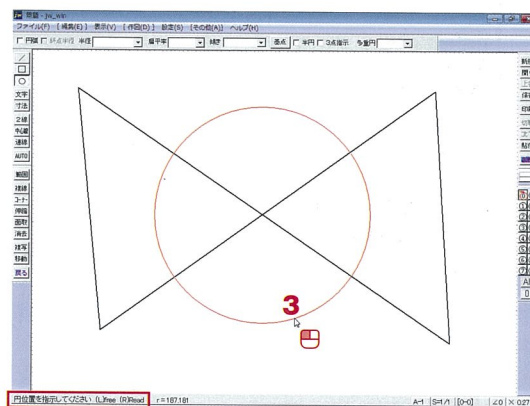 無題 - jw_win
ファイル(F) [編集(E)] 表示(V) [作図(D)] 設定(S) [その他(A)] ヘルプ(H)
円弧 終点半径 半径 扁平率 傾き 基点 半円 3点指示 多重円
文字
寸法
2線
中心線
連線
AUTO
範囲
複線
コーナー
伸縮
面取
消去
複写
移動
戻る
3
円位置を指示してください (L)free (R)Read r=187.181
A-4 S=1/1 [0-0] ∠0 × 0.27